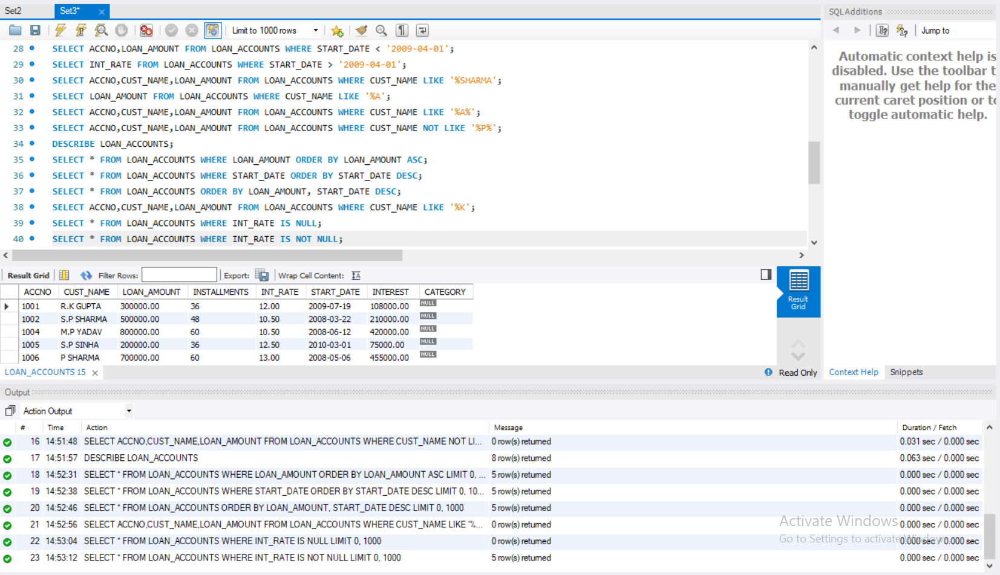 Set2
Set3*
Limit to 1000 rows
28 SELECT ACCNO,LOAN_AMOUNT FROM LOAN_ACCOUNTS WHERE START_DATE < '2009-04-01';
29 SELECT INT_RATE FROM LOAN_ACCOUNTS WHERE START_DATE > '2009-04-01';
30 SELECT ACCNO,CUST_NAME,LOAN_AMOUNT FROM LOAN_ACCOUNTS WHERE CUST_NAME LIKE '%SHARMA';
31 SELECT LOAN_AMOUNT FROM LOAN_ACCOUNTS WHERE CUST_NAME LIKE '%A';
32 SELECT ACCNO,CUST_NAME,LOAN_AMOUNT FROM LOAN_ACCOUNTS WHERE CUST_NAME LIKE '%A%';
33 SELECT ACCNO,CUST_NAME,LOAN_AMOUNT FROM LOAN_ACCOUNTS WHERE CUST_NAME NOT LIKE '%P%';
34 DESCRIBE LOAN_ACCOUNTS;
35 SELECT * FROM LOAN_ACCOUNTS WHERE LOAN_AMOUNT ORDER BY LOAN_AMOUNT ASC;
36 SELECT * FROM LOAN_ACCOUNTS WHERE START_DATE ORDER BY START_DATE DESC;
37 SELECT * FROM LOAN_ACCOUNTS ORDER BY LOAN_AMOUNT, START_DATE DESC;
38 SELECT ACCNO,CUST_NAME,LOAN_AMOUNT FROM LOAN_ACCOUNTS WHERE CUST_NAME LIKE '%K';
39 SELECT * FROM LOAN_ACCOUNTS WHERE INT_RATE IS NULL;
40 SELECT * FROM LOAN_ACCOUNTS WHERE INT_RATE IS NOT NULL;
SQLAdditions
Jump to
Automatic context help is
disabled. Use the toolbar t
manually get help for the
current caret position or to
toggle automatic help.
Result Grid Filter Rows: Export: Wrap Cell Content:
ACCNO CUST_NAME LOAN_AMOUNT INSTALLMENTS INT_RATE START_DATE INTEREST CATEGORY
1001 R.K GUPTA 300000.00 36 12.00 2009-07-19 108000.00 NULL
1002 S.P SHARMA 500000.00 48 10.50 2008-03-22 210000.00 NULL
1004 M.P YADAV 800000.00 60 10.50 2008-06-12 420000.00 NULL
1005 S.P SINHA 200000.00 36 12.50 2010-03-01 75000.00 NULL
1006 P SHARMA 700000.00 60 13.00 2008-05-06 455000.00 NULL
Result
Grid
LOAN_ACCOUNTS 15
Read Only
Context Help Snippets
Output
Action Output
# Time Action Message Duration / Fetch
16 14:51:48 SELECT ACCNO,CUST_NAME,LOAN_AMOUNT FROM LOAN_ACCOUNTS WHERE CUST_NAME NOT LI... 0 row(s) returned 0.031 sec / 0.000 sec
17 14:51:57 DESCRIBE LOAN_ACCOUNTS 8 row(s) returned 0.063 sec / 0.000 sec
18 14:52:31 SELECT * FROM LOAN_ACCOUNTS WHERE LOAN_AMOUNT ORDER BY LOAN_AMOUNT ASC LIMIT 0, ... 5 row(s) returned 0.000 sec / 0.000 sec
19 14:52:38 SELECT * FROM LOAN_ACCOUNTS WHERE START_DATE ORDER BY START_DATE DESC LIMIT 0, 10... 5 row(s) returned 0.000 sec / 0.000 sec
20 14:52:46 SELECT * FROM LOAN_ACCOUNTS ORDER BY LOAN_AMOUNT, START_DATE DESC LIMIT 0, 1000 5 row(s) returned 0.000 sec / 0.000 sec
21 14:52:56 SELECT ACCNO,CUST_NAME,LOAN_AMOUNT FROM LOAN_ACCOUNTS WHERE CUST_NAME LIKE '%... 0 row(s) returned 0.000 sec / 0.000 sec
22 14:53:04 SELECT * FROM LOAN_ACCOUNTS WHERE INT_RATE IS NULL LIMIT 0, 1000 0 row(s) returned 0.000 sec / 0.000 sec
23 14:53:12 SELECT * FROM LOAN_ACCOUNTS WHERE INT_RATE IS NOT NULL LIMIT 0, 1000 5 row(s) returned 0.000 sec / 0.000 sec
Activate Windows
Go to Settings to activate Windows.